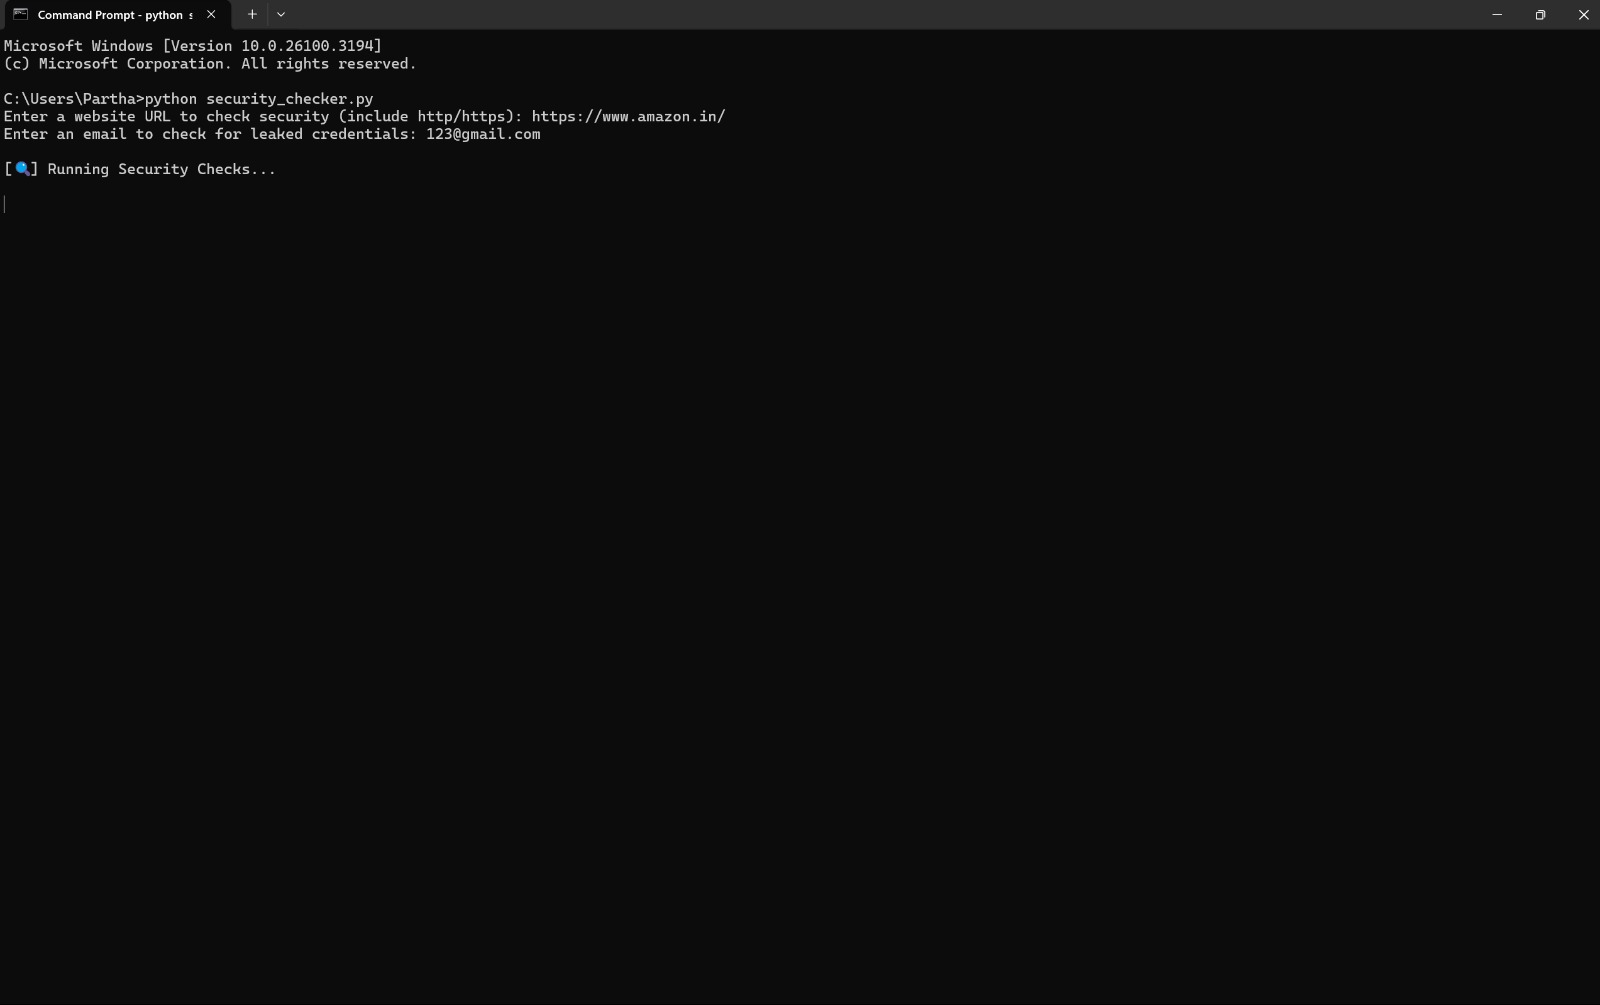 Command Prompt - python s
Microsoft Windows [Version 10.0.26100.3194]
(c) Microsoft Corporation. All rights reserved.
C:\Users\Partha>python security_checker.py
Enter a website URL to check security (include http/https): https://www.amazon.in/
Enter an email to check for leaked credentials: 123@gmail.com
[🔍] Running Security Checks...